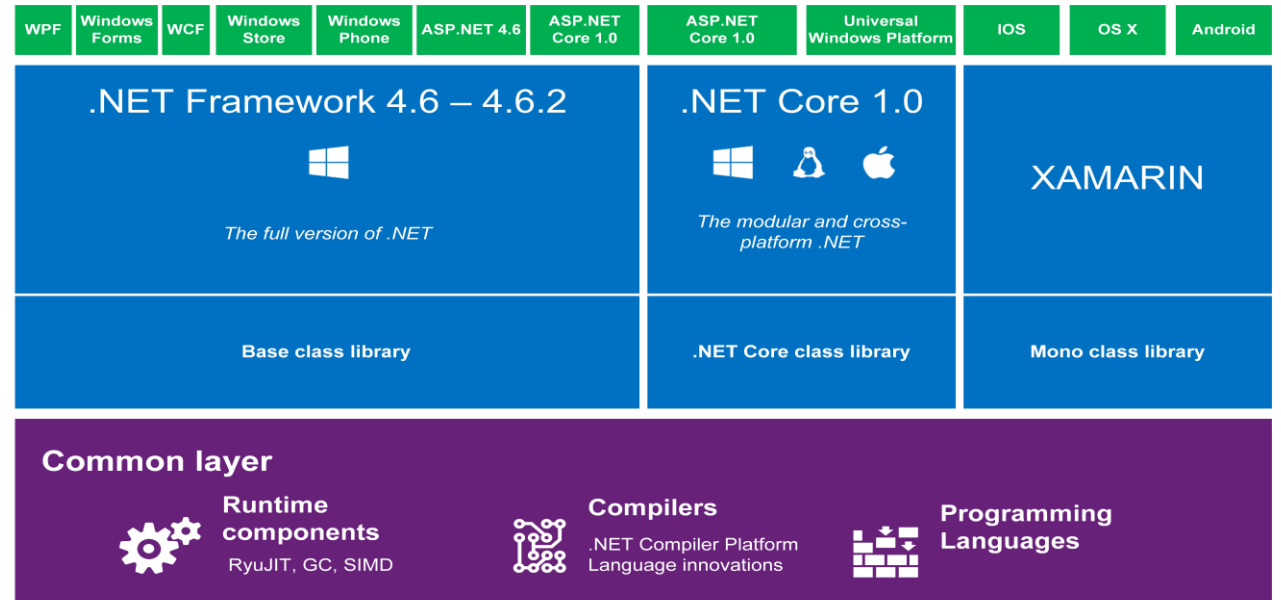 WPF
Windows
Forms
WCF
Windows
Store
Windows
Phone
ASP.NET 4.6
ASP.NET
Core 1.0
ASP.NET
Core 1.0
Universal
Windows Platform
IOS
OS X
Android
.NET Framework 4.6 – 4.6.2
The full version of .NET
.NET Core 1.0
The modular and cross-
platform .NET
XAMARIN
Base class library
.NET Core class library
Mono class library
Common layer
Runtime
components
RyuJIT, GC, SIMD
Compilers
.NET Compiler Platform
Language innovations
Programming
Languages